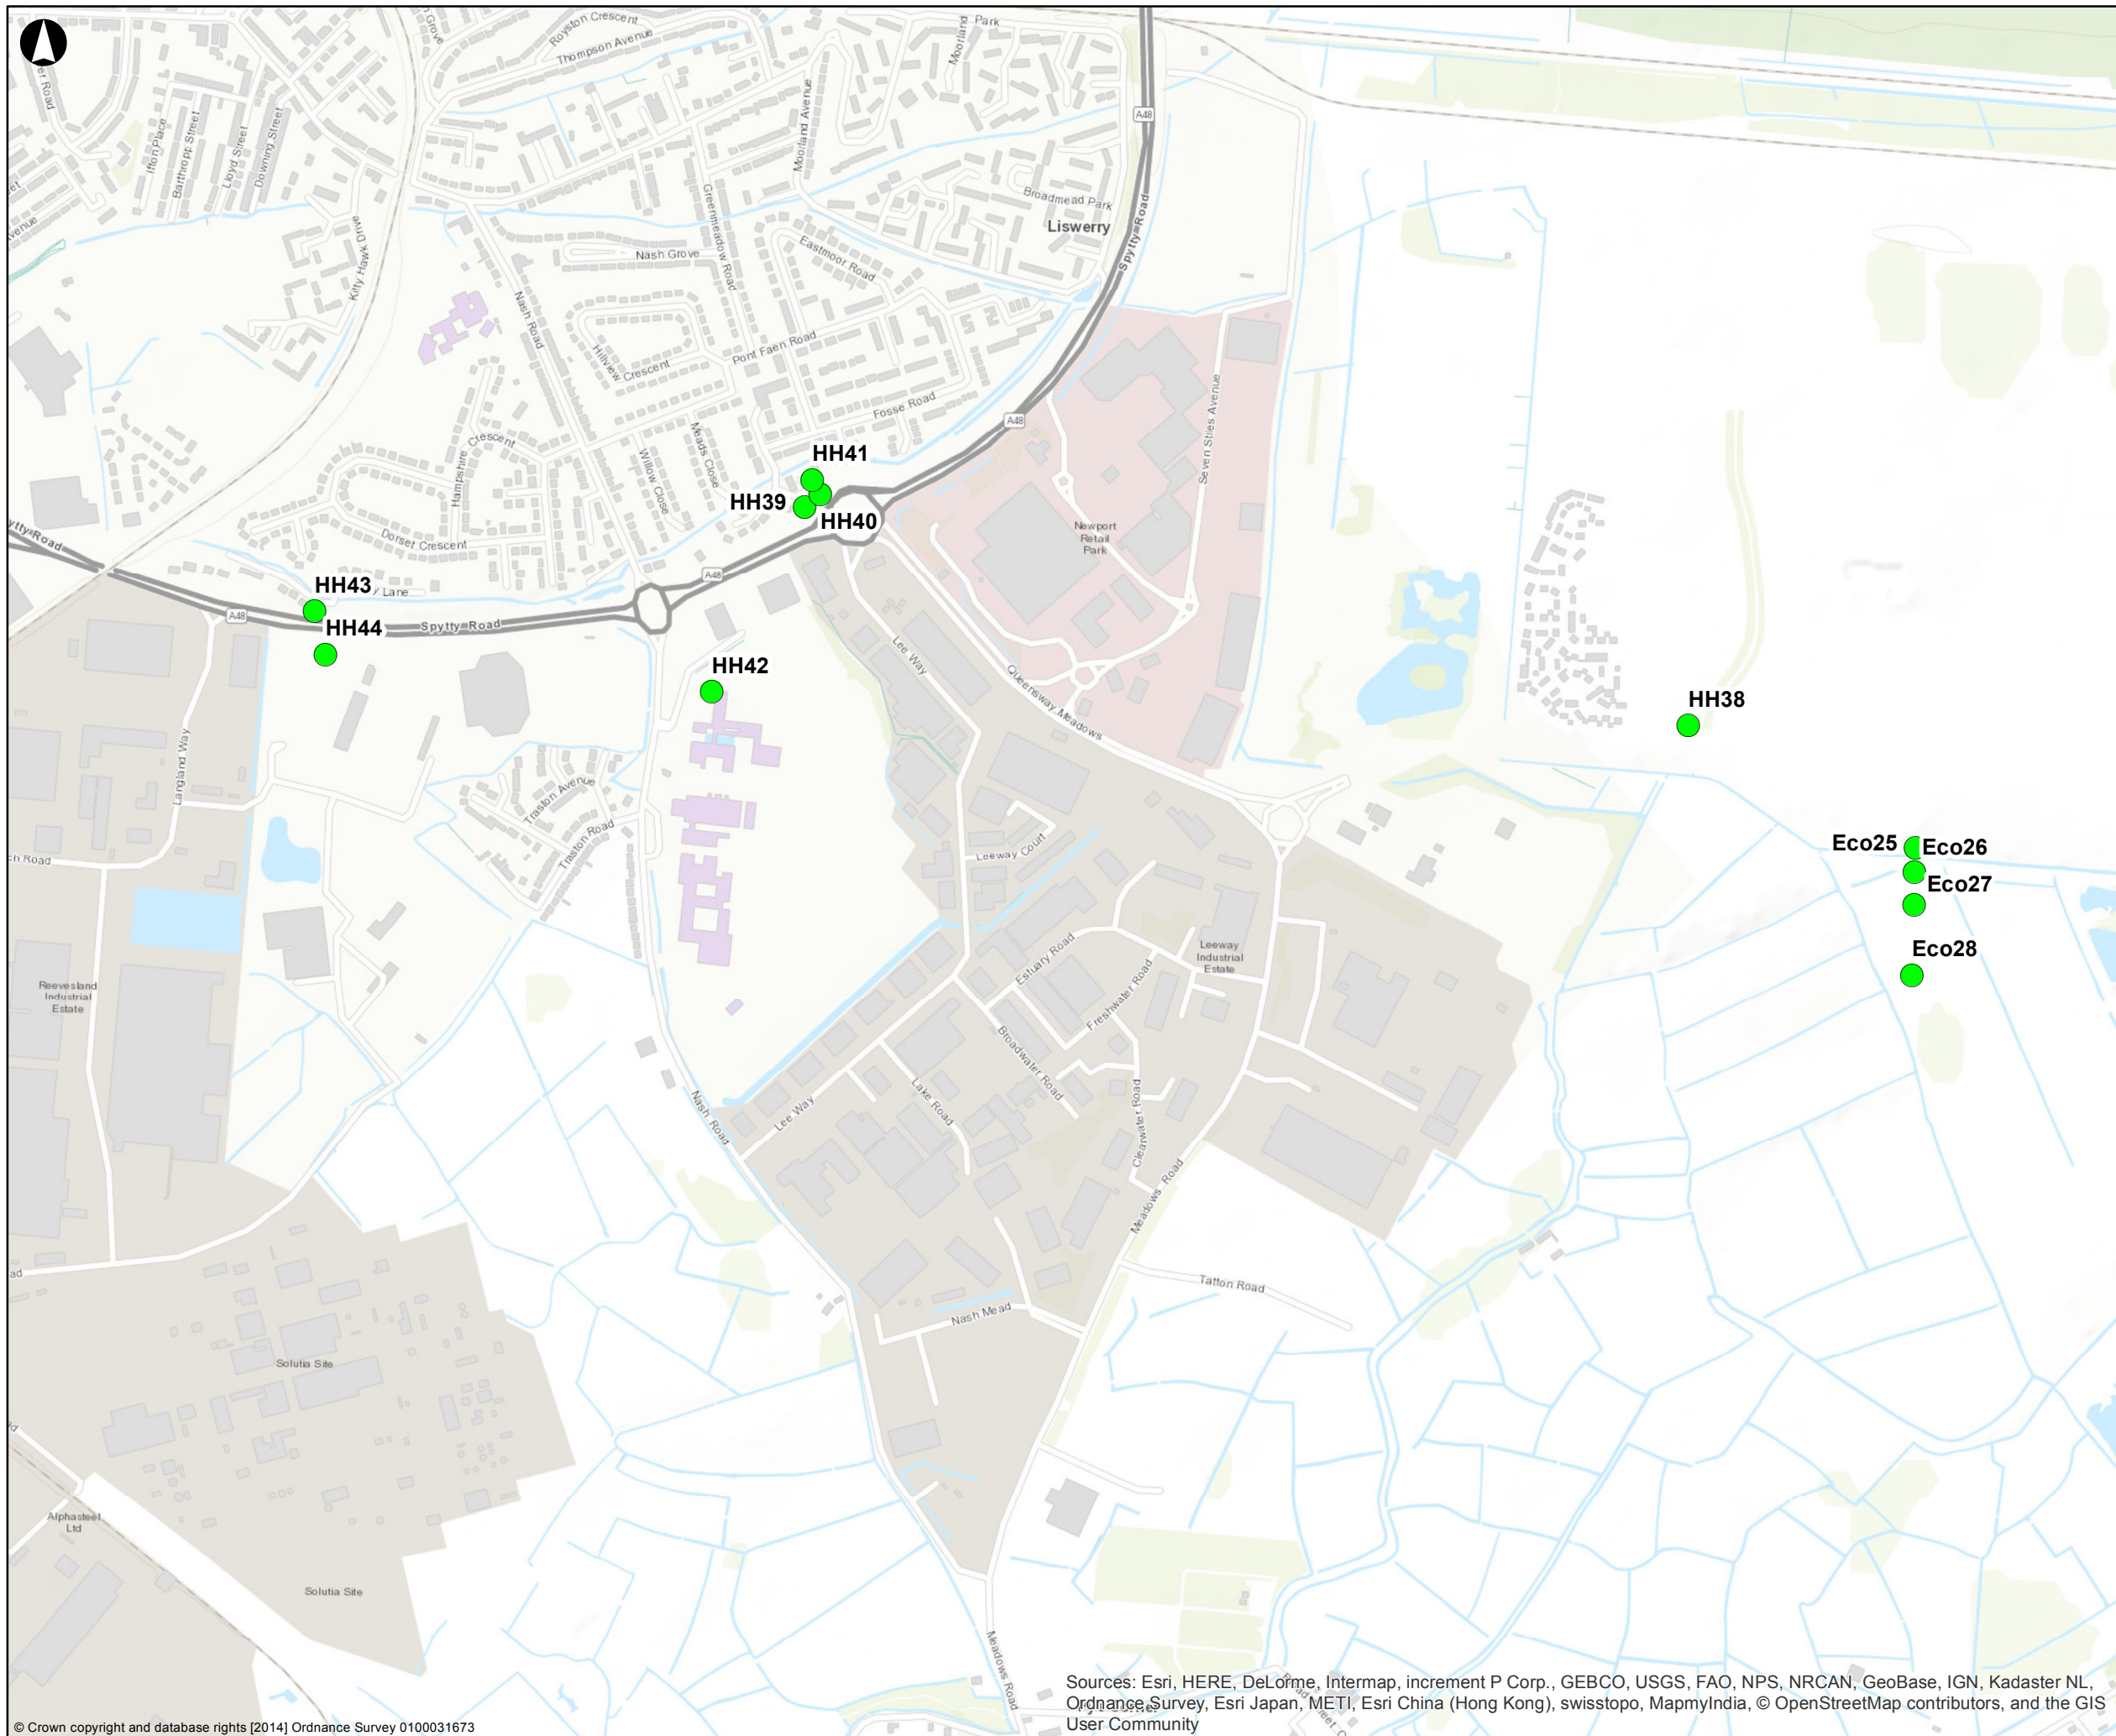 Royston Crescent
Thompson Avenue
Moorland
Park
A48
Ifton Place
Barthropp Street
Lloyd Street
Downing Street
Moorland Avenue
Broadmead Park
Liswerry
Spytty Road
Kitty Hawk Drive
Greenmeadow Road
Eastmoor Road
Nash Grove
Nash Road
Hillview Crescent
Pont Faen Road
Fosse Road
A48
Seven Sties Avenue
Hampshire Crescent
Meads Close
Willow Close
HH41
HH39
HH40
Newport
Retail
Park
Dorset Crescent
A48
HH43
Lane
A48
Spytty Road
HH44
HH42
Lee Way
Queensway Meadows
HH38
Langland Way
Traston Avenue
Traston Road
Leeway Court
Eco25
Eco26
Eco27
Eco28
Estuary Road
Freshwater Road
Leeway
Industrial
Estate
Reevesland
Industrial
Estate
Broadwater Road
Lake Road
Clearwater Road
Nash Road
Lee Way
Meadows Road
Tatton Road
Nash Mead
Solutia Site
Alphasteel
Ltd
Solutia Site
Meadows Road
Sources: Esri, HERE, DeLorme, Intermap, increment P Corp., GEBCO, USGS, FAO, NPS, NRCAN, GeoBase, IGN, Kadaster NL,
Ordnance Survey, Esri Japan, METI, Esri China (Hong Kong), swisstopo, MapmyIndia, © OpenStreetMap contributors, and the GIS
User Community
© Crown copyright and database rights [2014] Ordnance Survey 0100031673